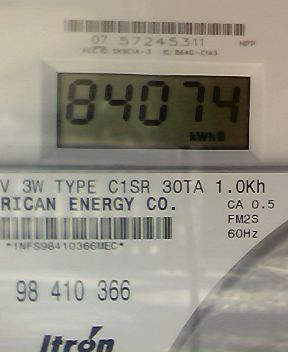 07 57245311 NPP
84074
kWh
V 3W TYPE C1SR 30TA 1.0Kh
RICAN ENERGY CO. CA 0.5
FM2S
*1NFS98410366MEC* 60Hz
98 410 366
Itron